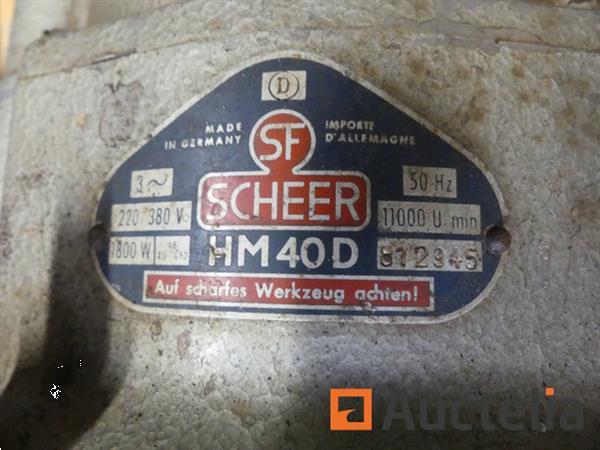 D
MADE IN GERMANY
IMPORTE D'ALLEMAGNE
SF
SCHEER
3~
50 Hz
220/380 V
11000 U min
1800 W
HM40D
812345
Auf scharfes Werkzeug achten!
Auctelia